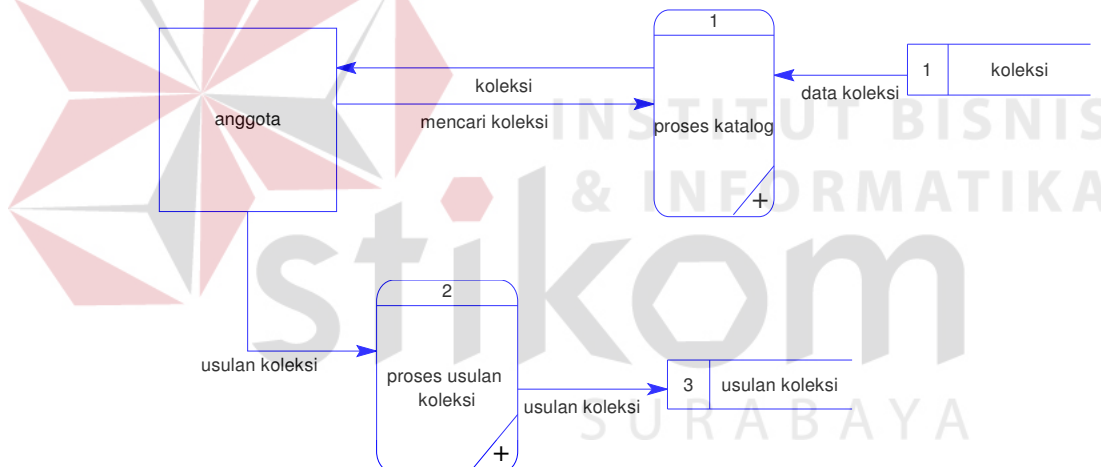 1
koleksi
mencari koleksi
anggota
proses katalog
+
data koleksi
1
koleksi
INSTITUT BISNIS
& INFORMATIKA
stikom
SURABAYA
usulan koleksi
2
proses usulan
koleksi
+
usulan koleksi
3
usulan koleksi